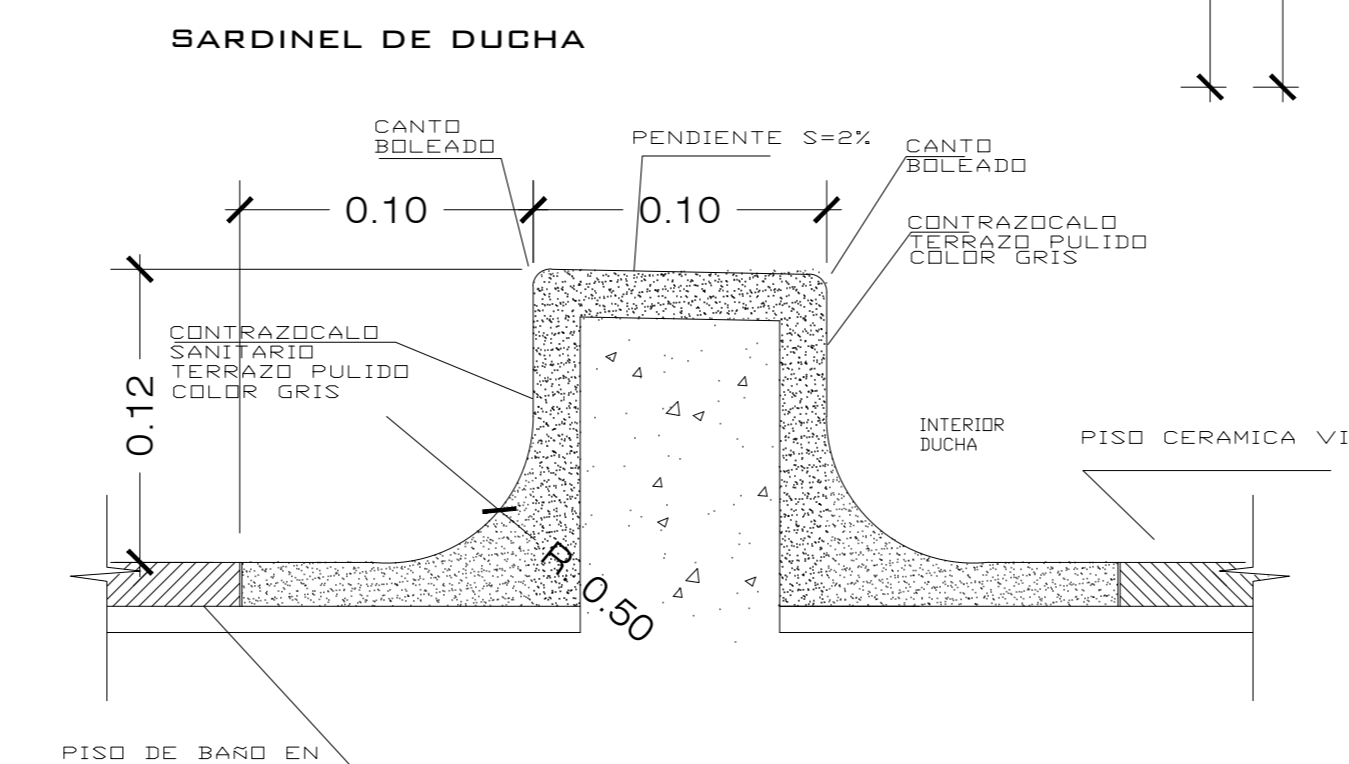 SARDINEL DE DUCHA
CANTO
BOLEADO
PENDIENTE S=2%
CANTO
BOLEADO
0.10
0.10
CONTRAZOCALO
TERRAZO PULIDO
COLOR GRIS
CONTRAZOCALO
SANITARIO
TERRAZO PULIDO
COLOR GRIS
0.12
INTERIOR
DUCHA
PISO CERAMICA VI
R 0.50
PISO DE BAÑO EN